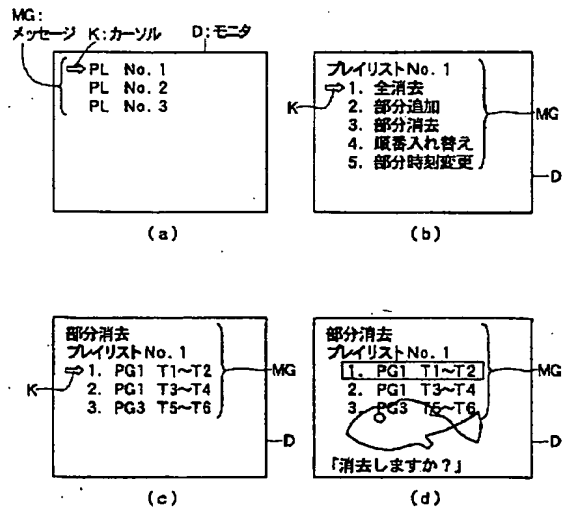 MG:
メッセージ K:カーソル D:モニタ
PL No. 1
PL No. 2
PL No. 3
(a)
プレイリストNo. 1
1. 全消去
2. 部分追加
3. 部分消去
4. 順番入れ替え
5. 部分時刻変更
K
MG
D
(b)
部分消去
プレイリストNo. 1
1. PG1 T1~T2
2. PG1 T3~T4
3. PG3 T5~T6
K
MG
D
(c)
部分消去
プレイリストNo. 1
1. PG1 T1~T2
2. PG1 T3~T4
3. PG3 T5~T6
「消去しますか?」
MG
D
(d)